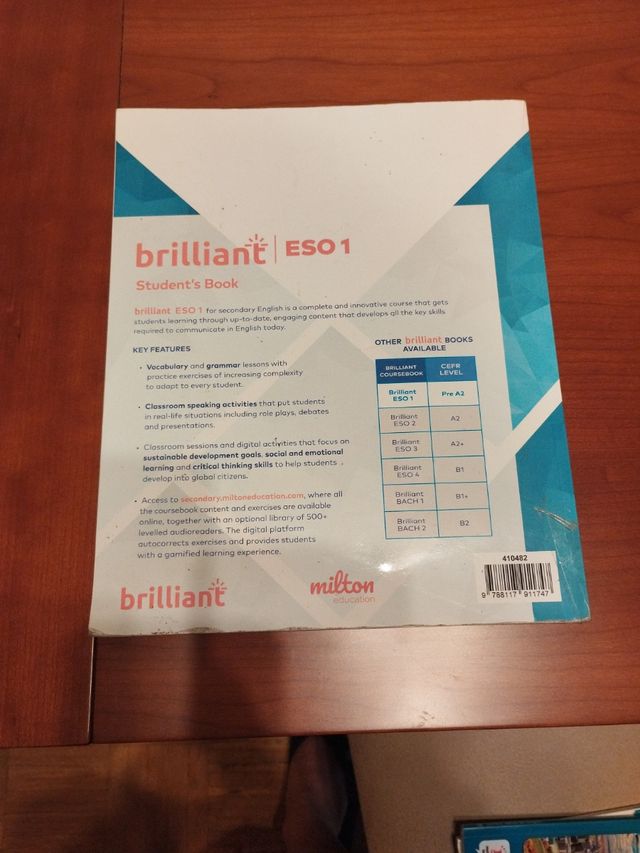 brilliant | ESO 1
Student's Book
brilliant ESO 1 for secondary English is a complete and innovative course that gets
students learning through up-to-date, engaging content that develops all the key skills
required to communicate in English today.
KEY FEATURES
• Vocabulary and grammar lessons with
practice exercises of increasing complexity
to adapt to every student.
• Classroom speaking activities that put students
in real-life situations including role plays, debates
and presentations.
• Classroom sessions and digital activities that focus on
sustainable development goals, social and emotional
learning and critical thinking skills to help students
develop into global citizens.
• Access to secondary.miltoneducation.com, where all
the coursebook content and exercises are available
online, together with an optional library of 500+
levelled audioreaders. The digital platform
autocorrects exercises and provides students
with a gamified learning experience.
OTHER brilliant BOOKS
AVAILABLE
BRILLIANT COURSEBOOK CEFR LEVEL
Brilliant ESO 1 Pre A2
Brilliant ESO 2 A2
Brilliant ESO 3 A2+
Brilliant ESO 4 B1
Brilliant BACH 1 B1+
Brilliant BACH 2 B2
brilliant
milton
education
410482
9 788117 911747